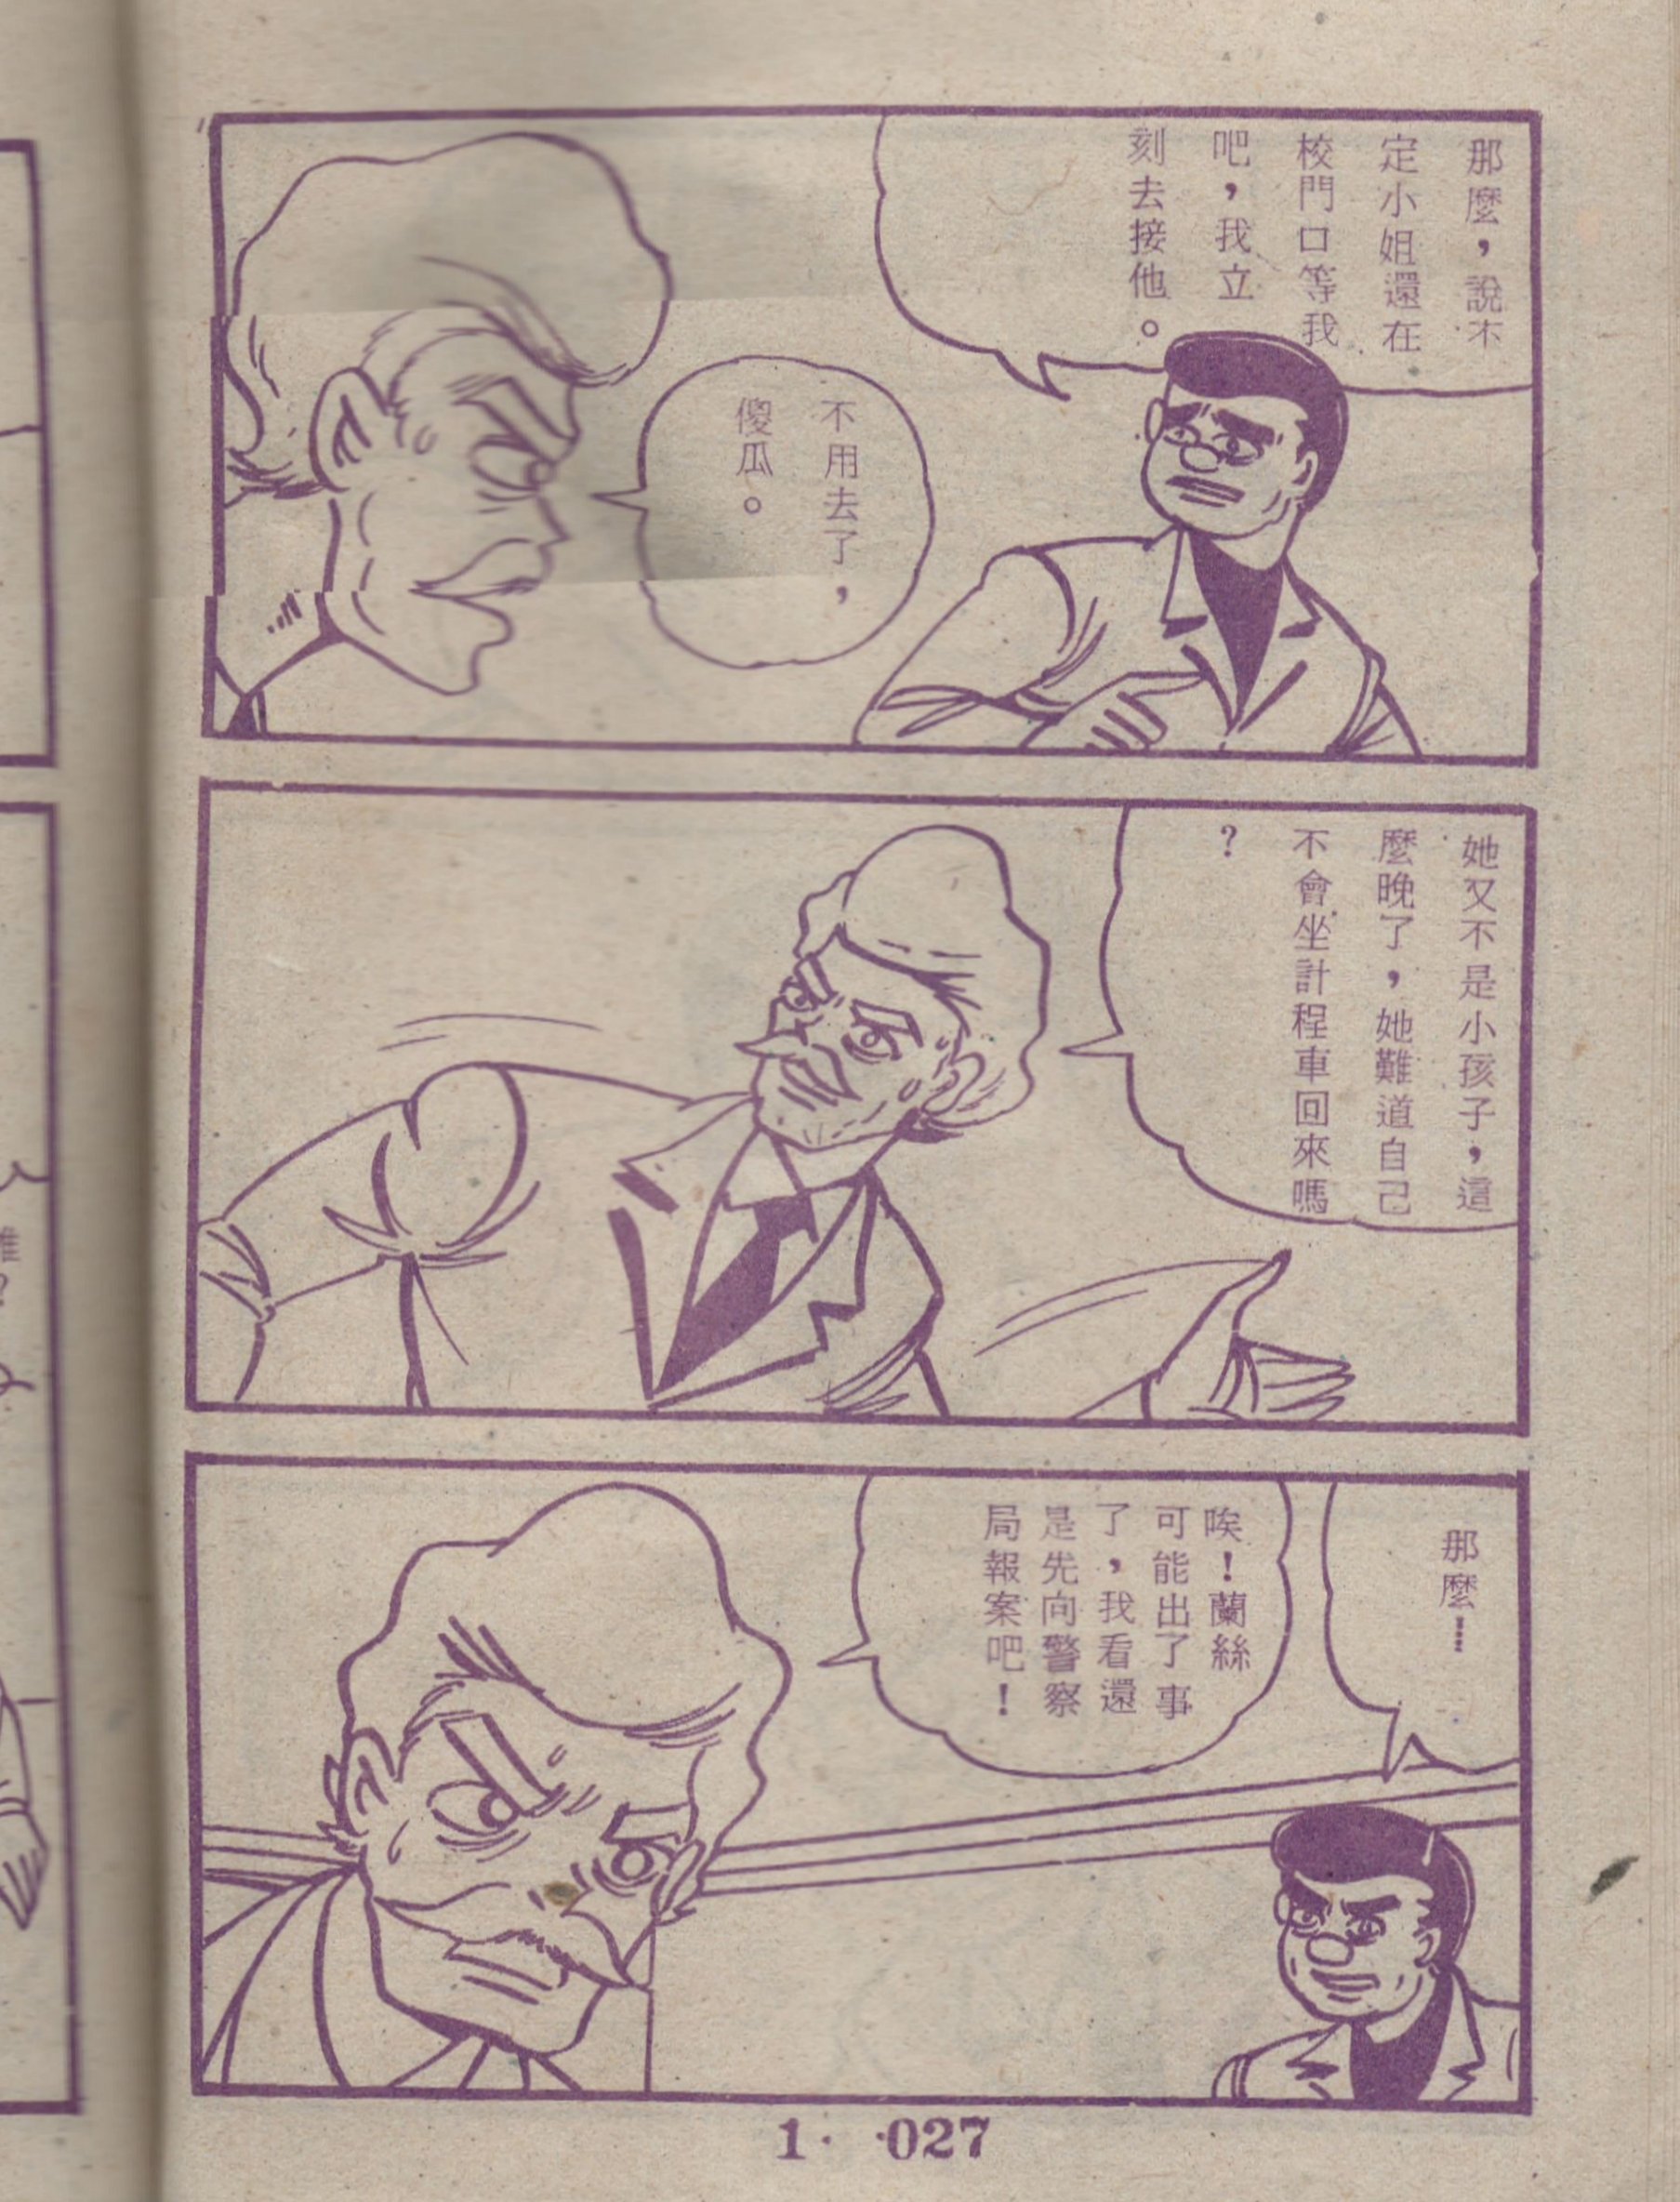 那麼，說不
定小姐還在
校門口等我
吧，我立
刻去接他。
不用去了，
傻瓜。
她又不是小孩子，這
麼晚了，她難道自己
不會坐計程車回來嗎
？
那麼……
唉！蘭絲
可能出了事
了，我看還
是先向警察
局報案吧！
1 · 027